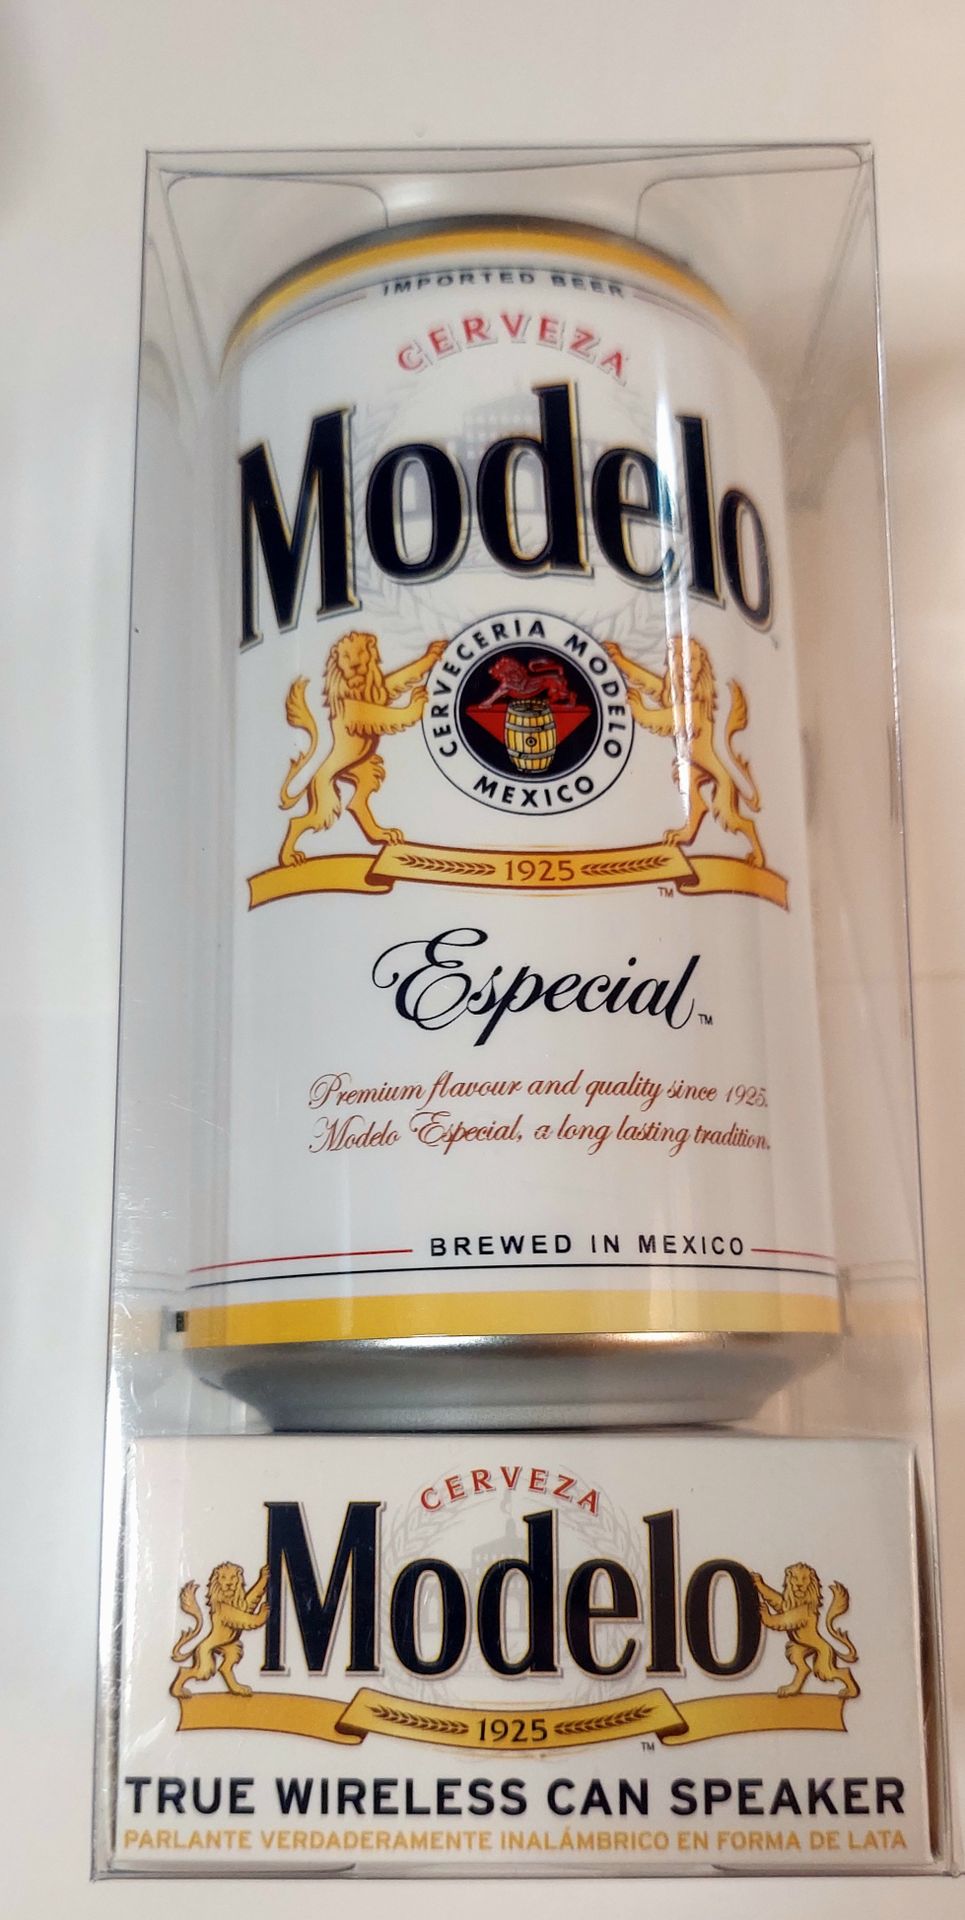 IMPORTED BEER
CERVEZA
Modelo
CERVECERIA MODELO
MEXICO
1925
TM
Especial
TM
Premium flavour and quality since 1925.
Modelo Especial, a long lasting tradition.
BREWED IN MEXICO
CERVEZA
Modelo
1925
TM
TRUE WIRELESS CAN SPEAKER
PARLANTE VERDADERAMENTE INALÁMBRICO EN FORMA DE LATA